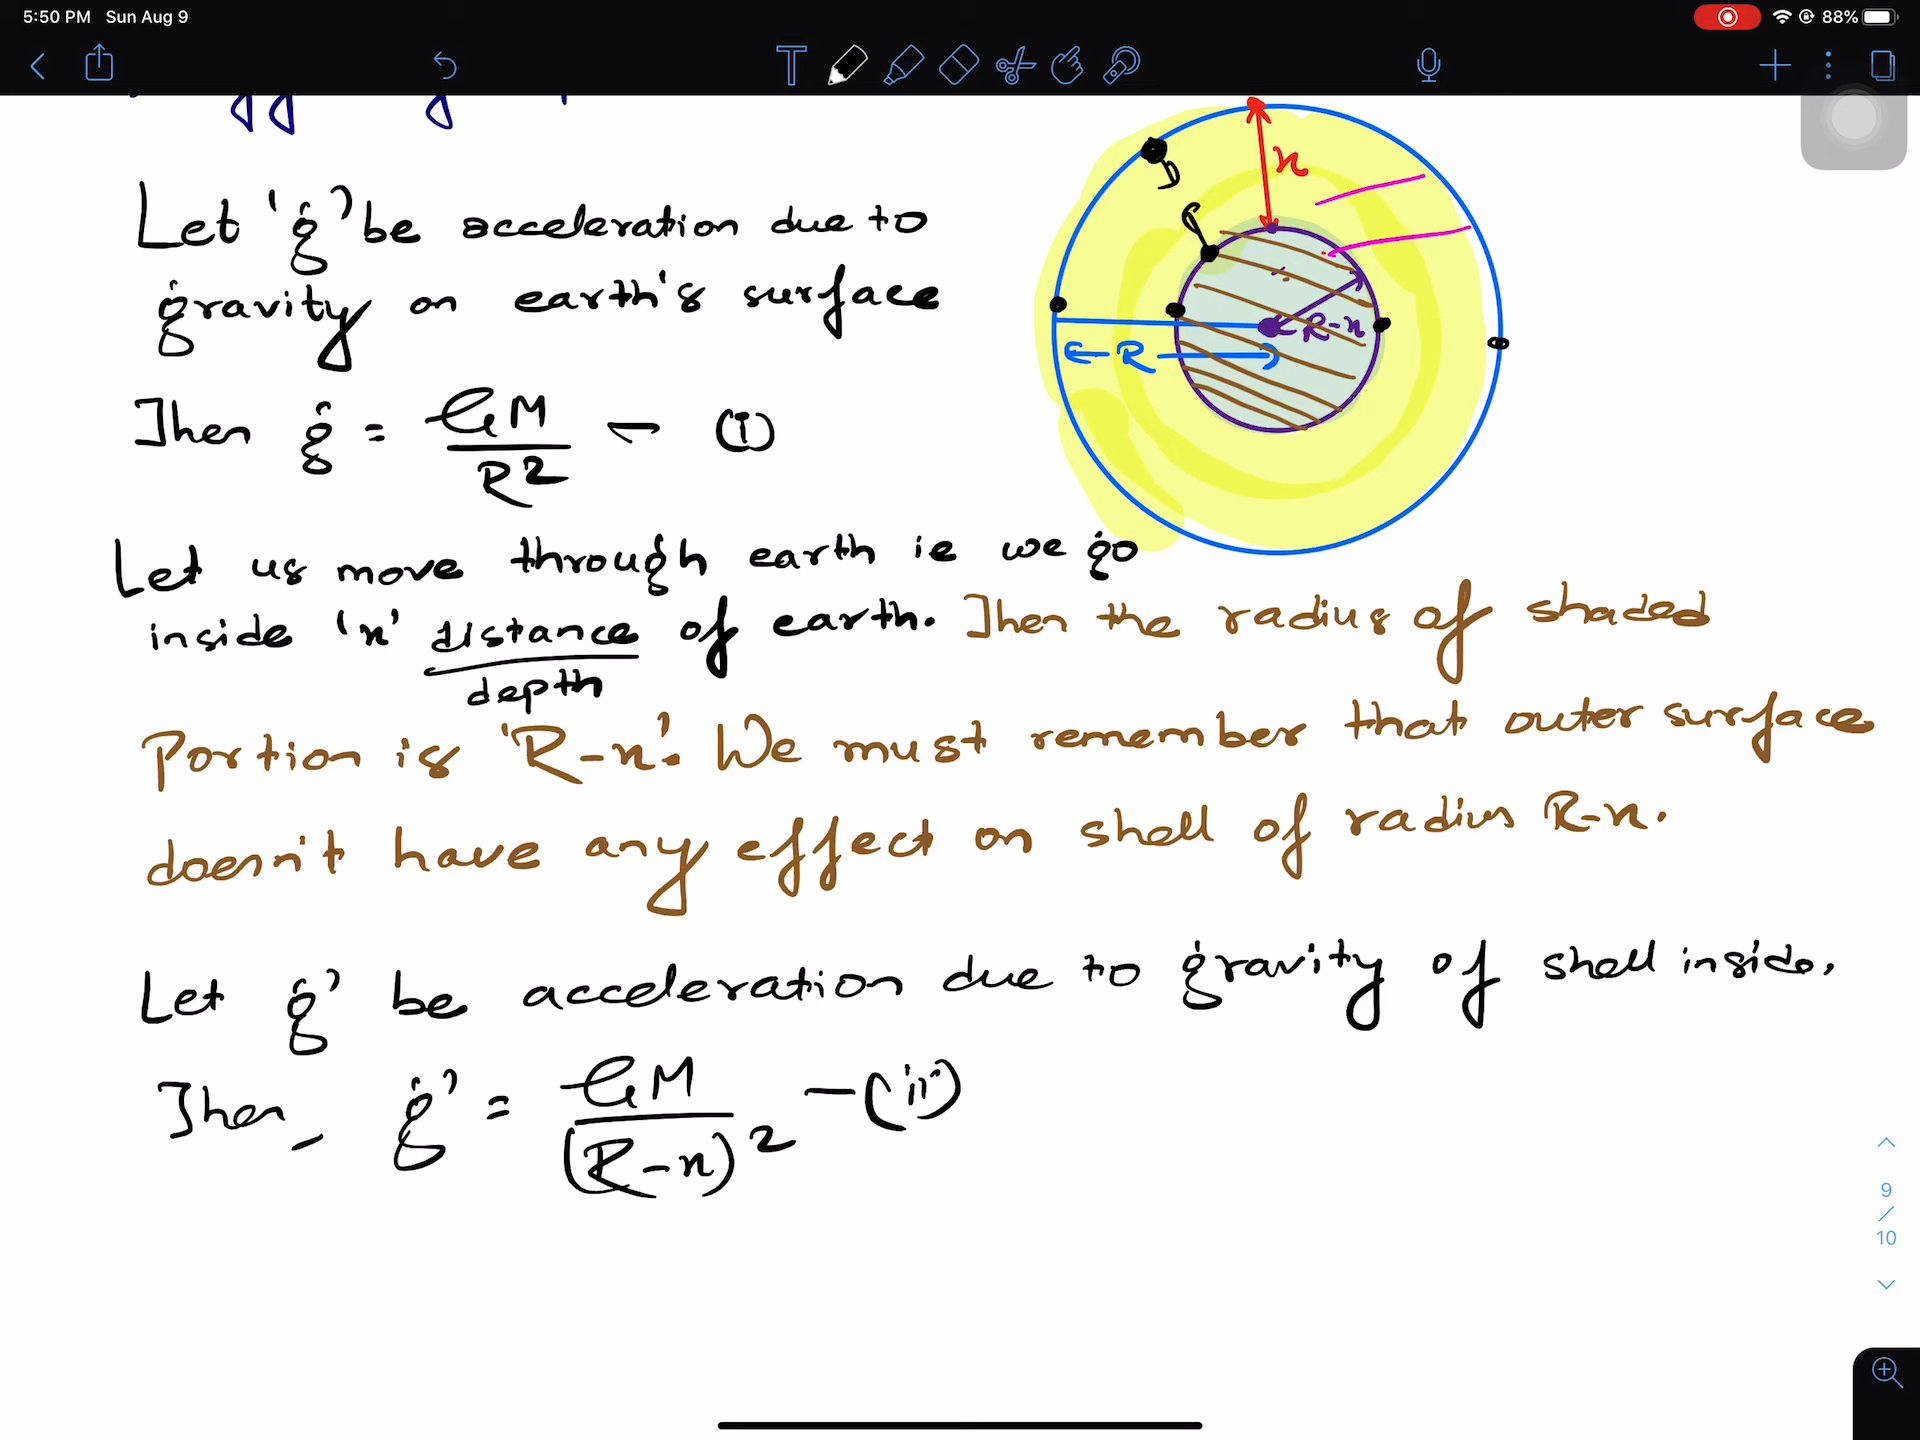 5:50 PM Sun Aug 9
88%
T
Let 'g' be acceleration due to
gravity on earth's surface
Then g = GM/R² — (I)
x
P
R-x
R
Let us move through earth ie we go
inside 'x' distance of earth. Then the radius of shaded
depth
Portion is 'R-x'. We must remember that outer surface
doesn't have any effect on shell of radius R-x.
Let g' be acceleration due to gravity of shell inside.
Then, g' = GM/(R-x)² — (ii)
9
/
10